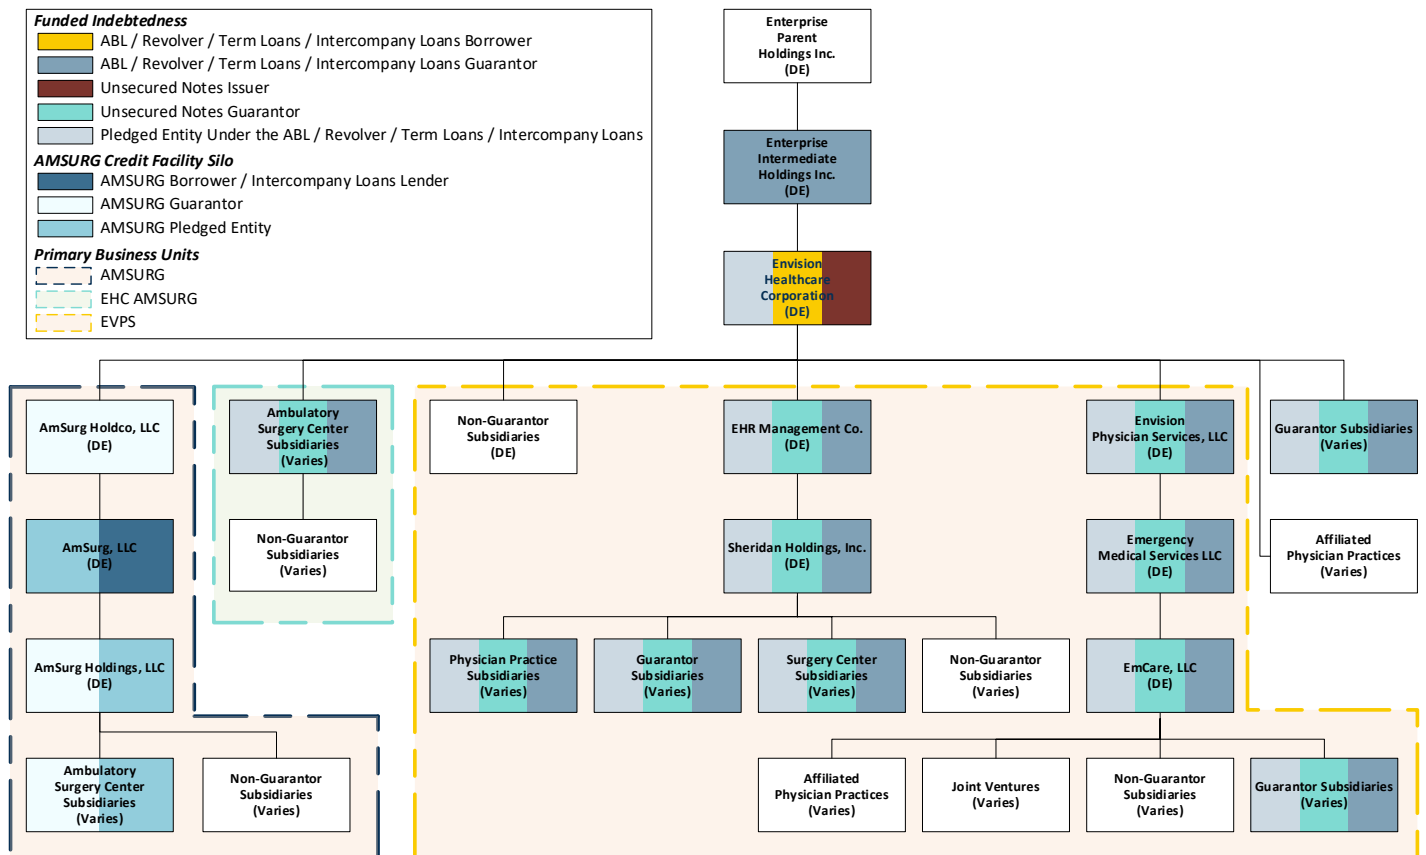 Funded Indebtedness
ABL / Revolver / Term Loans / Intercompany Loans Borrower
ABL / Revolver / Term Loans / Intercompany Loans Guarantor
Unsecured Notes Issuer
Unsecured Notes Guarantor
Pledged Entity Under the ABL / Revolver / Term Loans / Intercompany Loans
AMSURG Credit Facility Silo
AMSURG Borrower / Intercompany Loans Lender
AMSURG Guarantor
AMSURG Pledged Entity
Primary Business Units
AMSURG
EHC AMSURG
EVPS
Enterprise
Parent
Holdings Inc.
(DE)
Enterprise
Intermediate
Holdings Inc.
(DE)
Envision
Healthcare
Corporation
(DE)
AmSurg Holdco, LLC
(DE)
Ambulatory
Surgery Center
Subsidiaries
(Varies)
Non-Guarantor
Subsidiaries
(DE)
EHR Management Co.
(DE)
Envision
Physician Services, LLC
(DE)
Guarantor Subsidiaries
(Varies)
AmSurg, LLC
(DE)
Non-Guarantor
Subsidiaries
(Varies)
Sheridan Holdings, Inc.
(DE)
Emergency
Medical Services LLC
(DE)
Affiliated
Physician Practices
(Varies)
AmSurg Holdings, LLC
(DE)
Physician Practice
Subsidiaries
(Varies)
Guarantor
Subsidiaries
(Varies)
Surgery Center
Subsidiaries
(Varies)
Non-Guarantor
Subsidiaries
(Varies)
EmCare, LLC
(DE)
Ambulatory
Surgery Center
Subsidiaries
(Varies)
Non-Guarantor
Subsidiaries
(Varies)
Affiliated
Physician Practices
(Varies)
Joint Ventures
(Varies)
Non-Guarantor
Subsidiaries
(Varies)
Guarantor Subsidiaries
(Varies)